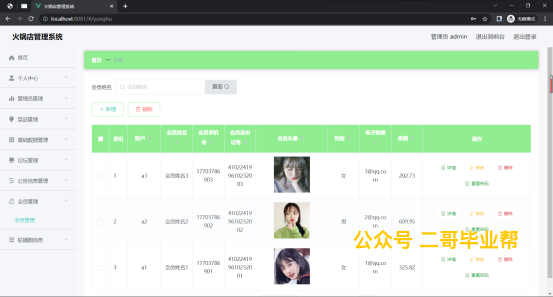 火锅店管理系统
localhost:8081/#/yonghu
无痕模式
火锅店管理系统
管理员 admin
退出到前台
退出登录
首页
个人中心
管理员管理
菜品管理
基础数据管理
论坛管理
公告信息管理
会员管理
会员管理
轮播图信息
首页
会员姓名
会员姓名
查询
+ 新增
删除
账户 会员姓名 会员手机号 会员身份证号 会员头像 性别 电子邮箱 余额 操作
1 a3 会员姓名3 17703786903 410224199610232003 女 3@qq.com 202.73 详情 修改 删除 重置密码
2 a2 会员姓名2 17703786902 410224199610232002 男 2@qq.com 609.95 详情 修改 删除 重置密码
3 a1 会员姓名1 17703786901 410224199610232001 女 1@qq.com 325.82 详情 修改 删除 重置密码
公众号 二哥毕业帮